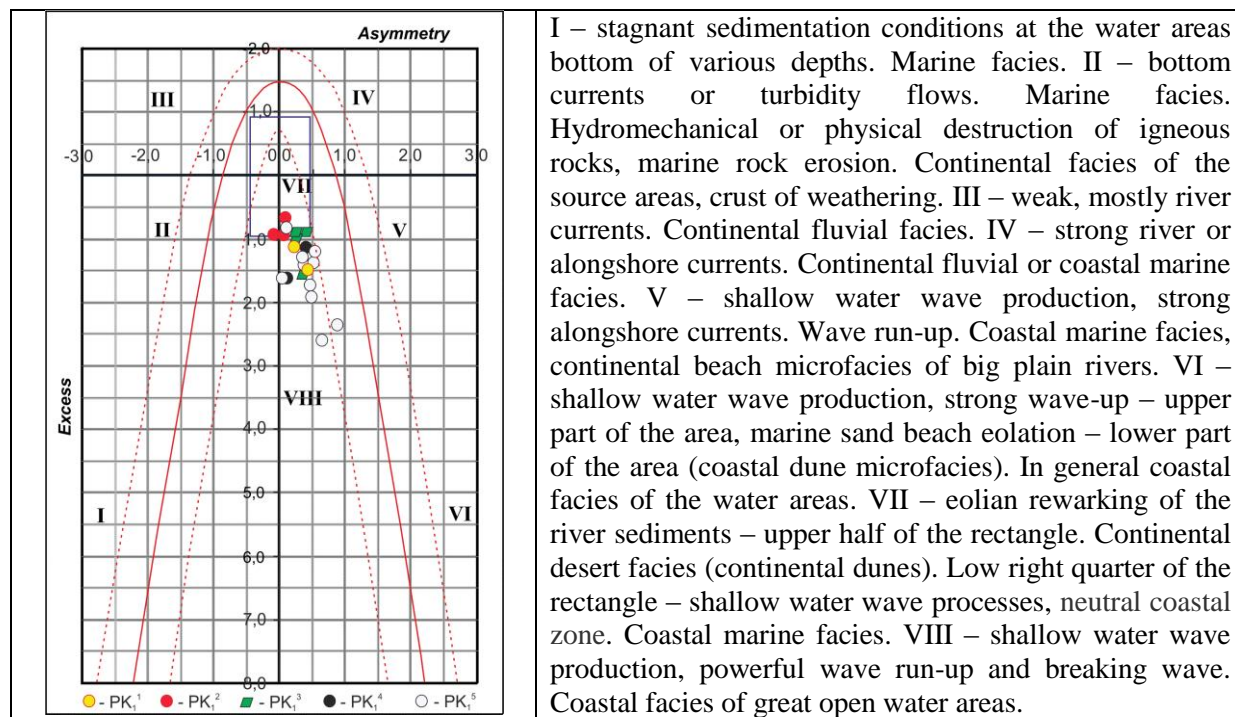 Asymmetry
-2,0
III
IV
1,0
-3.0 -2.0 -1.0 0.0 1.0 2.0 3.0
VII
II
V
1,0
2,0
3,0
VIII
Excess
4,0
5,0
I
VI
6,0
7,0
8,0
- PK₁¹ - PK₁² - PK₁³ - PK₁⁴ - PK₁⁵
I – stagnant sedimentation conditions at the water areas
bottom of various depths. Marine facies. II – bottom
currents or turbidity flows. Marine facies.
Hydromechanical or physical destruction of igneous
rocks, marine rock erosion. Continental facies of the
source areas, crust of weathering. III – weak, mostly river
currents. Continental fluvial facies. IV – strong river or
alongshore currents. Continental fluvial or coastal marine
facies. V – shallow water wave production, strong
alongshore currents. Wave run-up. Coastal marine facies,
continental beach microfacies of big plain rivers. VI –
shallow water wave production, strong wave-up – upper
part of the area, marine sand beach eolation – lower part
of the area (coastal dune microfacies). In general coastal
facies of the water areas. VII – eolian rewarking of the
river sediments – upper half of the rectangle. Continental
desert facies (continental dunes). Low right quarter of the
rectangle – shallow water wave processes, neutral coastal
zone. Coastal marine facies. VIII – shallow water wave
production, powerful wave run-up and breaking wave.
Coastal facies of great open water areas.